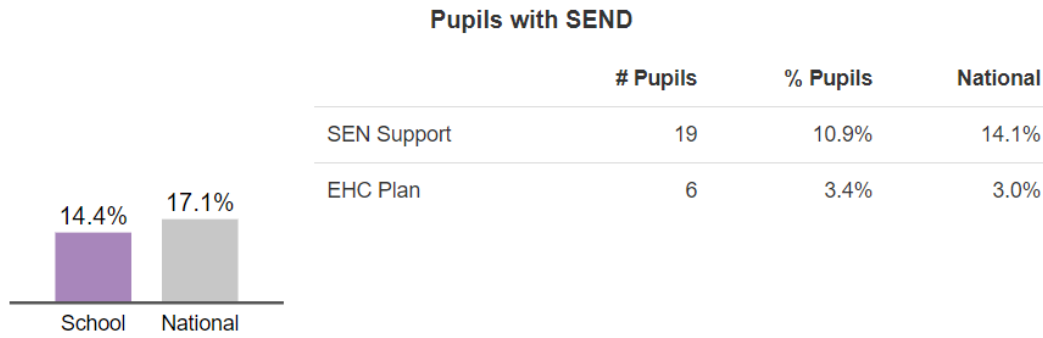 Pupils with SEND
# Pupils % Pupils National
SEN Support 19 10.9% 14.1%
EHC Plan 6 3.4% 3.0%
14.4% 17.1%
School National